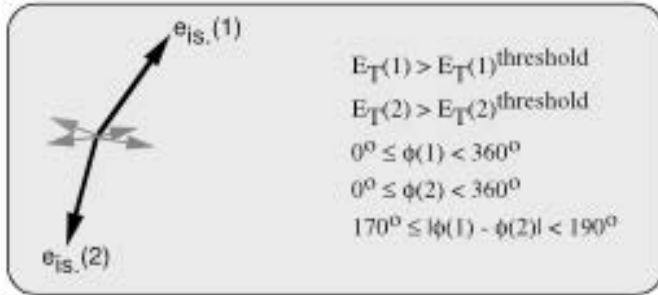 e_is.(1)
E_T(1) > E_T(1)^threshold
E_T(2) > E_T(2)^threshold
0° ≤ ϕ(1) < 360°
0° ≤ ϕ(2) < 360°
170° ≤ |ϕ(1) - ϕ(2)| < 190°
e_is.(2)